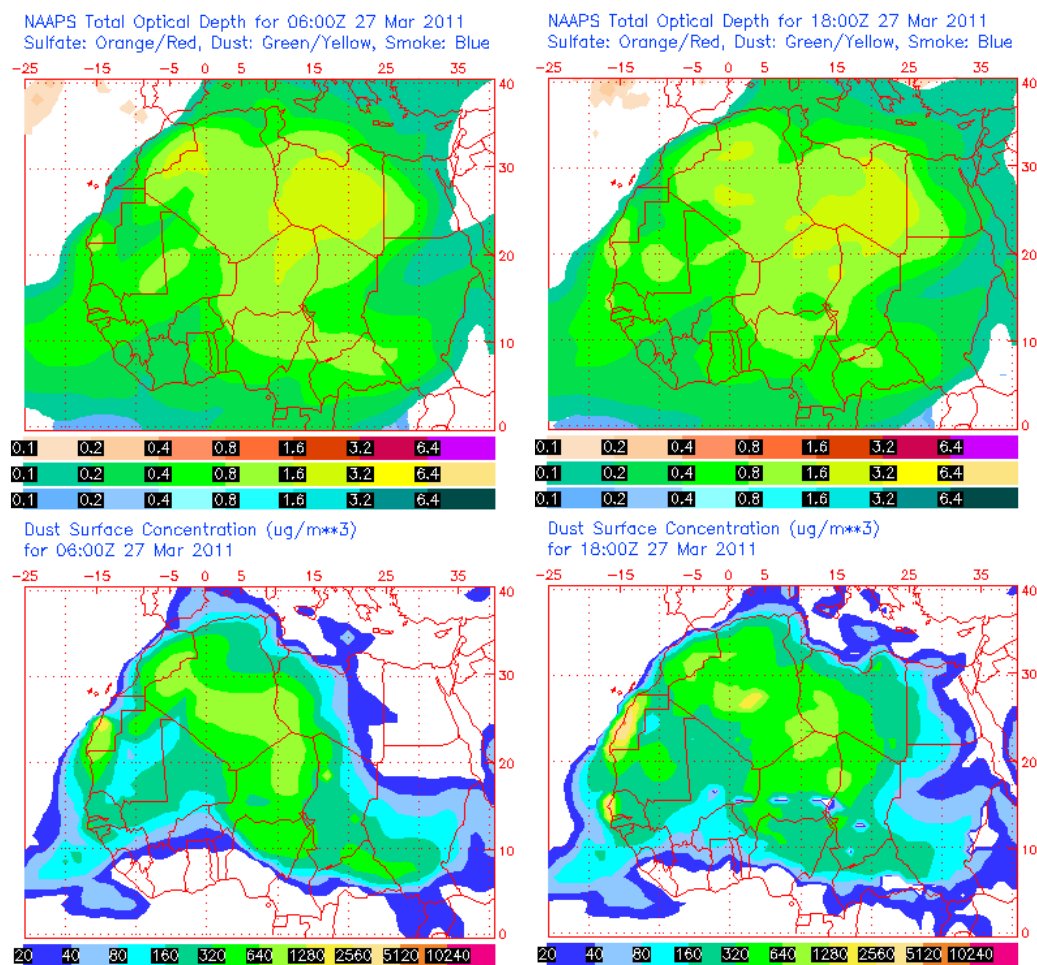 NAAPS Total Optical Depth for 06:00Z 27 Mar 2011
Sulfate: Orange/Red, Dust: Green/Yellow, Smoke: Blue
-25 -15 -5 0 5 15 25 35 40
30
20
10
0
0.1 0.2 0.4 0.8 1.6 3.2 6.4
0.1 0.2 0.4 0.8 1.6 3.2 6.4
0.1 0.2 0.4 0.8 1.6 3.2 6.4
NAAPS Total Optical Depth for 18:00Z 27 Mar 2011
Sulfate: Orange/Red, Dust: Green/Yellow, Smoke: Blue
-25 -15 -5 0 5 15 25 35 40
30
20
10
0
0.1 0.2 0.4 0.8 1.6 3.2 6.4
0.1 0.2 0.4 0.8 1.6 3.2 6.4
0.1 0.2 0.4 0.8 1.6 3.2 6.4
Dust Surface Concentration (ug/m**3)
for 06:00Z 27 Mar 2011
-25 -15 -5 0 5 15 25 35 40
30
20
10
0
20 40 80 160 320 640 1280 2560 5120 10240
Dust Surface Concentration (ug/m**3)
for 18:00Z 27 Mar 2011
-25 -15 -5 0 5 15 25 35 40
30
20
10
0
20 40 80 160 320 640 1280 2560 5120 10240